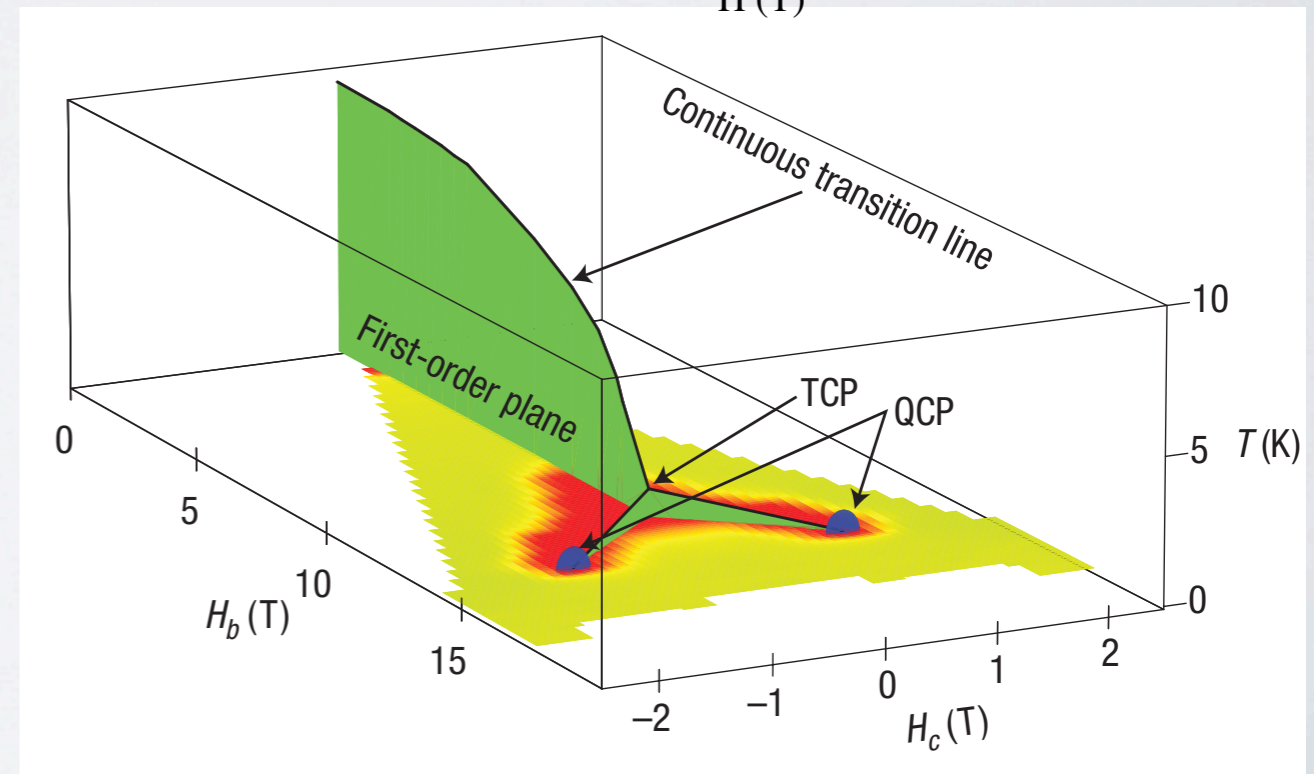 H (T)
Continuous transition line
10
First-order plane
TCP
QCP
5
T (K)
0
0
5
10
15
H_b (T)
–2
–1
0
1
2
H_c (T)